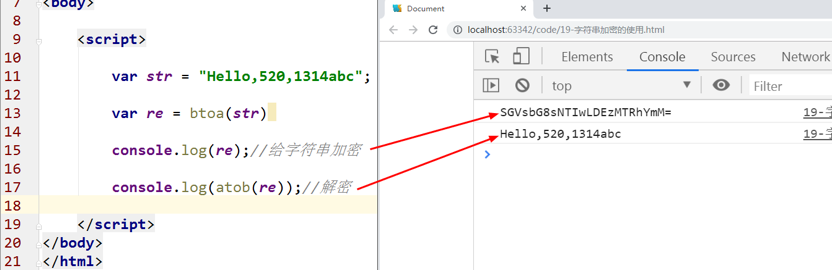 7 <body>
8
9 <script>
10
11 var str = "Hello,520,1314abc";
12
13 var re = btoa(str)
14
15 console.log(re);//给字符串加密
16
17 console.log(atob(re));//解密
18
19 </script>
20 </body>
21 </html>
Document
localhost:63342/code/19-字符串加密的使用.html
Elements Console Sources Network
top Filter
SGVsbG8sNTIwLDEzMTRhYmM= 19-
Hello,520,1314abc 19-